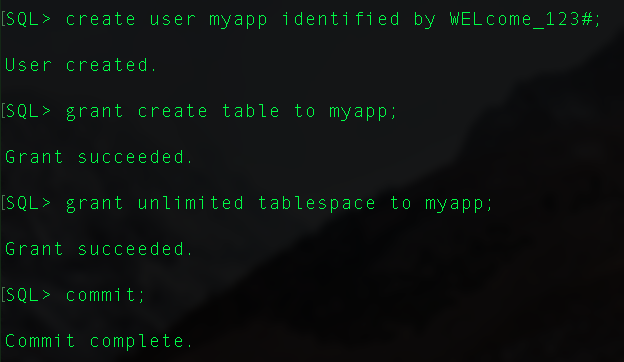 [SQL> create user myapp identified by WELcome_123#;
User created.
[SQL> grant create table to myapp;
Grant succeeded.
[SQL> grant unlimited tablespace to myapp;
Grant succeeded.
[SQL> commit;
Commit complete.